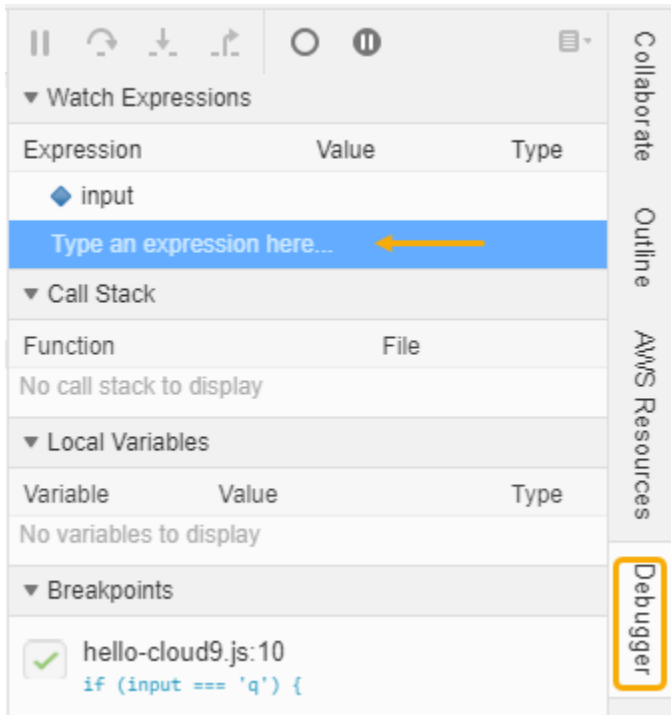 Watch Expressions
Expression Value Type
input
Type an expression here...
Call Stack
Function File
No call stack to display
Local Variables
Variable Value Type
No variables to display
Breakpoints
hello-cloud9.js:10
if (input === 'q') {
Collaborate
Outline
AWS Resources
Debugger